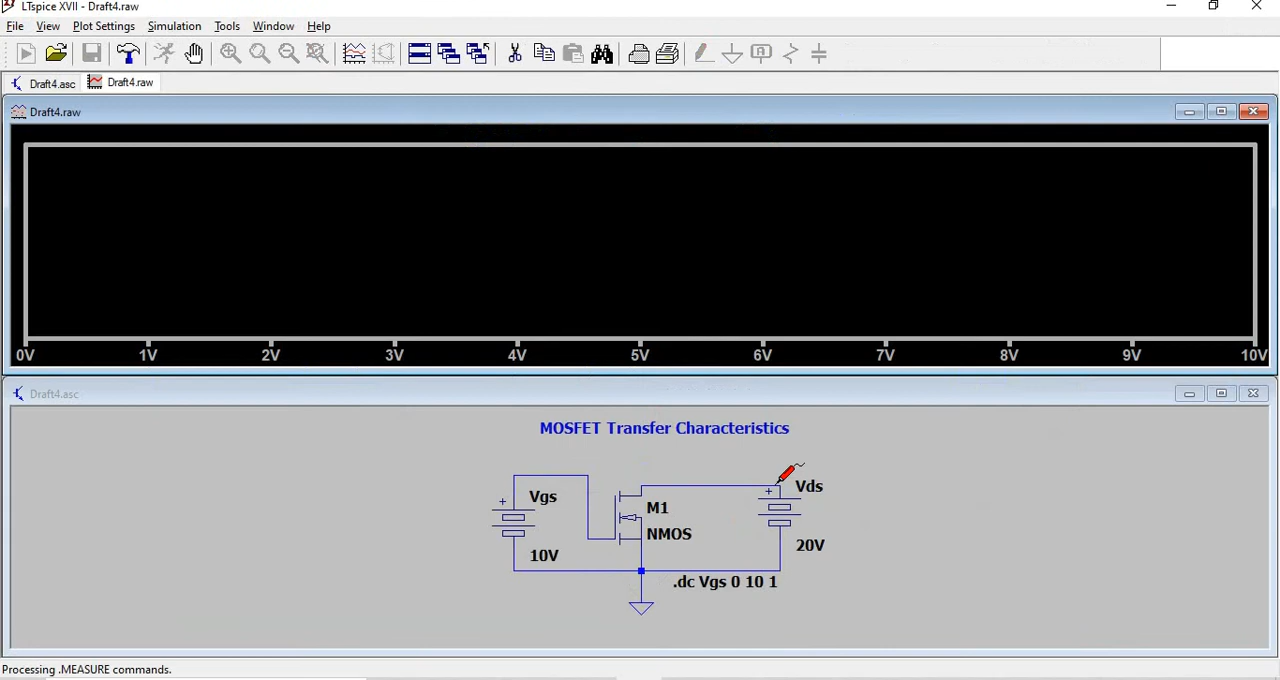 LTspice XVII - Draft4.raw
File View Plot Settings Simulation Tools Window Help
Draft4.asc Draft4.raw
Draft4.raw
0V 1V 2V 3V 4V 5V 6V 7V 8V 9V 10V
Draft4.asc
MOSFET Transfer Characteristics
+ Vgs
10V
M1
NMOS
+ Vds
20V
.dc Vgs 0 10 1
Processing .MEASURE commands.